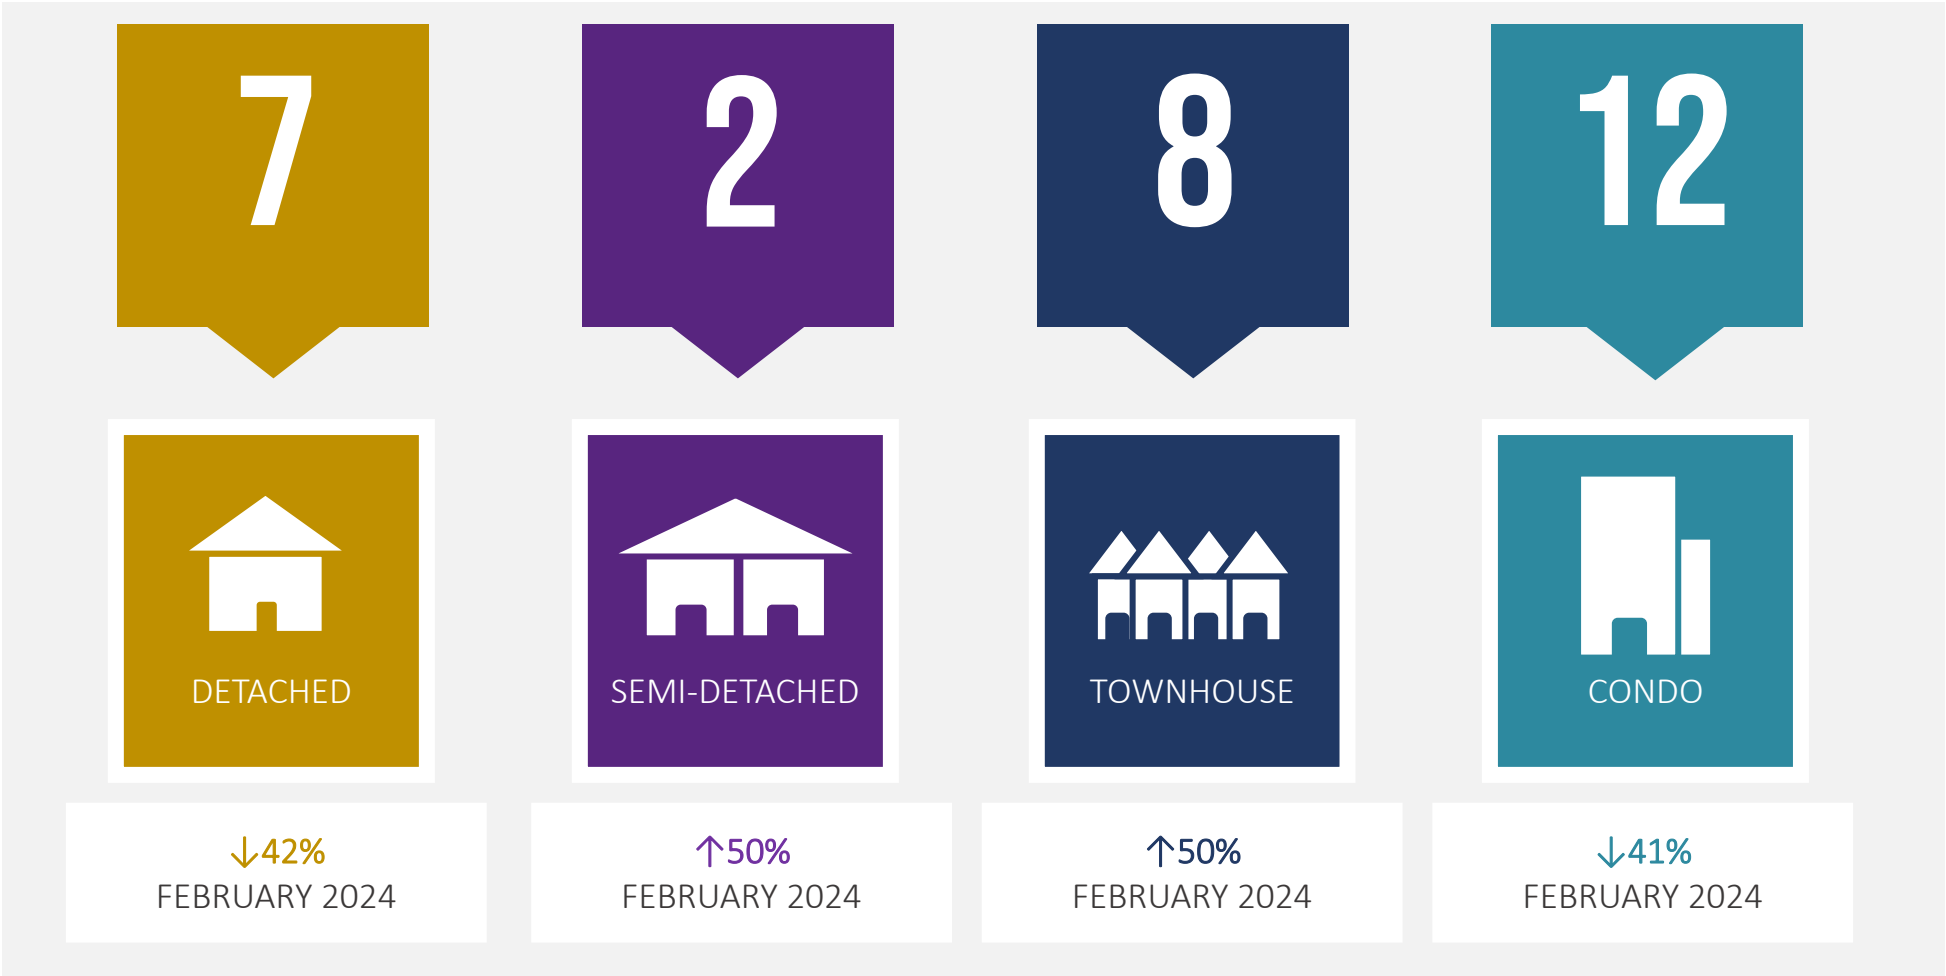 7
2
8
12
DETACHED
SEMI-DETACHED
TOWNHOUSE
CONDO
↓42%
FEBRUARY 2024
↑50%
FEBRUARY 2024
↑50%
FEBRUARY 2024
↓41%
FEBRUARY 2024